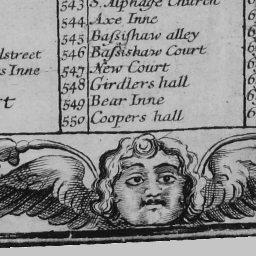 543 S. Alphage Church
544 Axe Inne
545 Baſsiſhaw alley
lstreet 546 Baſsiſhaw Court
s Inne 547 New Court
548 Girdlers hall
rt 549 Bear Inne
550 Coopers hall